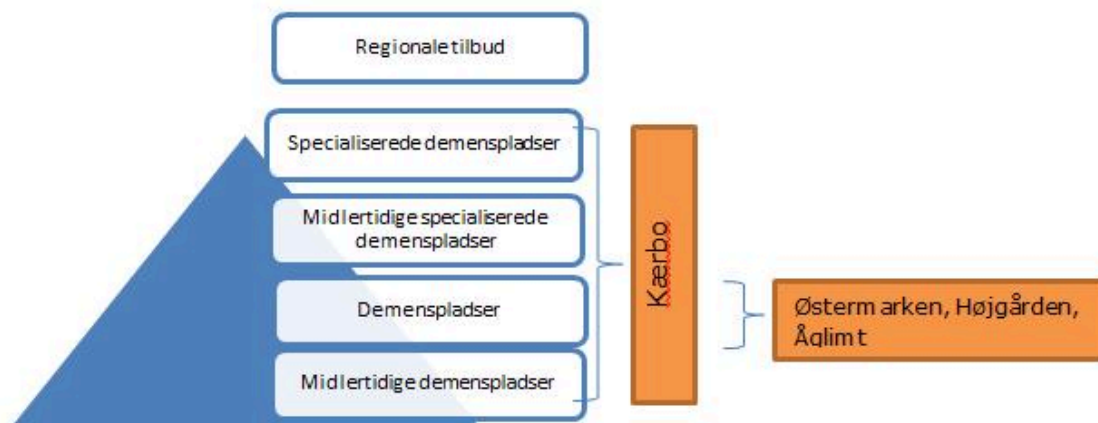 Regionale tilbud
Specialiserede demenspladser
Midlertidige specialiserede
demenspladser
Demenspladser
Midlertidige demenspladser
Kærbo
Østermarken, Højgården,
Åglimt